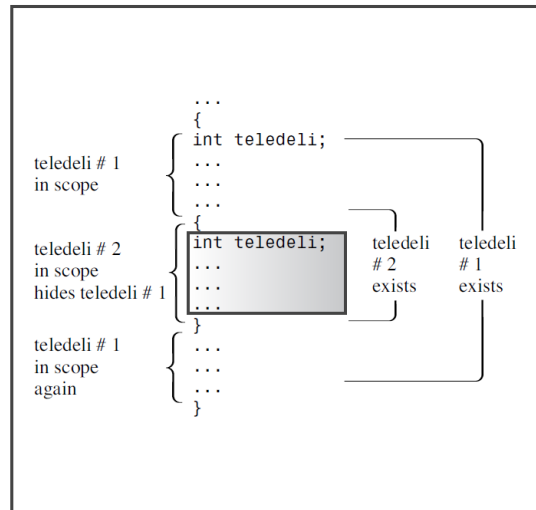 ...
{
int teledeli;
...
...
...
{
int teledeli;
...
...
...
}
...
...
...
}
teledeli # 1
in scope
teledeli # 2
in scope
hides teledeli # 1
teledeli # 1
in scope
again
teledeli
# 2
exists
teledeli
# 1
exists